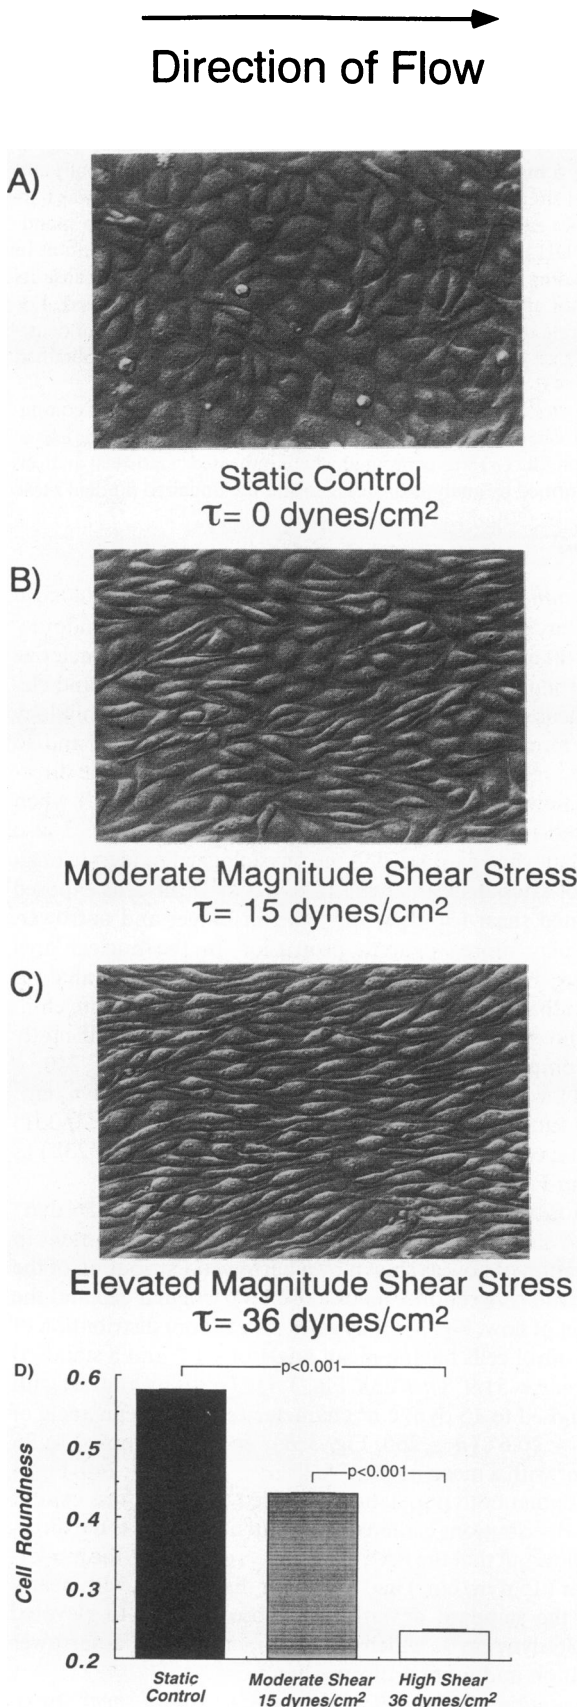 Direction of Flow
A)
Static Control
τ= 0 dynes/cm2
B)
Moderate Magnitude Shear Stress
τ= 15 dynes/cm2
C)
Elevated Magnitude Shear Stress
τ= 36 dynes/cm2
D)
p<0.001
p<0.001
Cell Roundness
0.6
0.5
0.4
0.3
0.2
Static
Control
Moderate Shear
15 dynes/cm2
High Shear
36 dynes/cm2